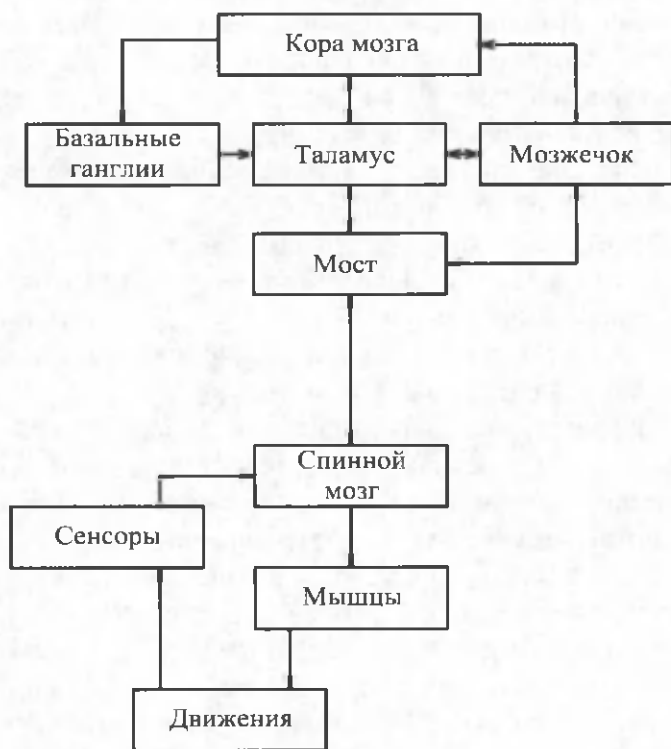 Кора мозга
Базальные
ганглии
Таламус
Мозжечок
Мост
Спинной
мозг
Сенсоры
Мышцы
Движения